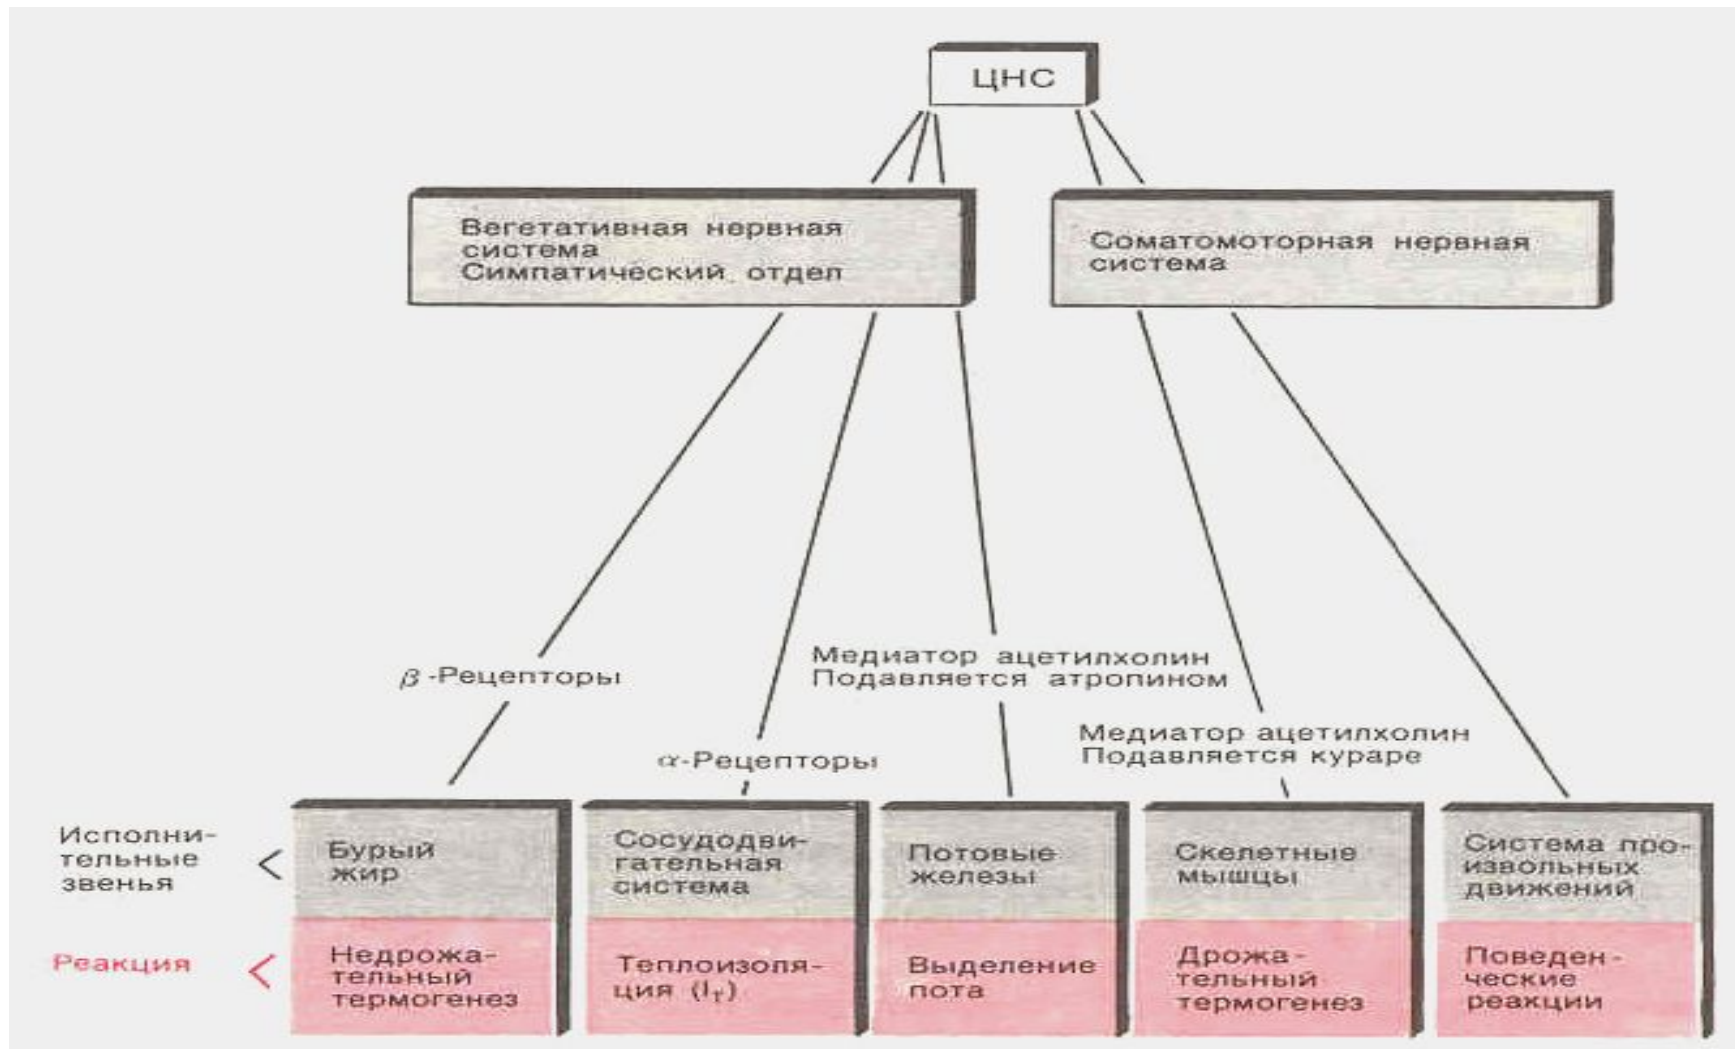 ЦНС
Вегетативная нервная
система
Симпатический отдел
Соматомоторная нервная
система
β-Рецепторы
α-Рецепторы
Медиатор ацетилхолин
Подавляется атропином
Медиатор ацетилхолин
Подавляется кураре
Исполни-
тельные
звенья
Бурый
жир
Сосудодви-
гательная
система
Потовые
железы
Скелетные
мышцы
Система про-
извольных
движений
Реакция
Недрожа-
тельный
термогенез
Теплоизоля-
ция (Iт)
Выделение
пота
Дрожа-
тельный
термогенез
Поведен-
ческие
реакции